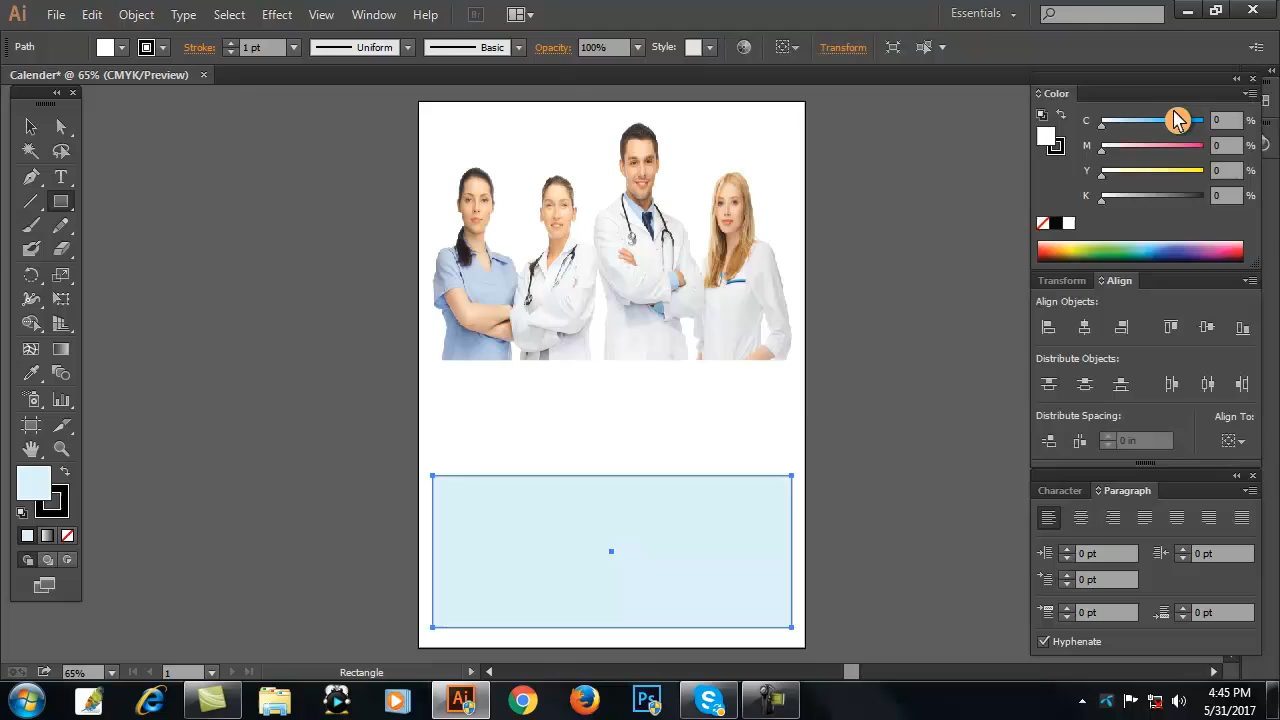 Ai File Edit Object Type Select Effect View Window Help Br Essentials
Path Stroke: 1 pt Uniform Basic Opacity: 100% Style: Transform
Calender* @ 65% (CMYK/Preview)
Color
C 0 %
M 0 %
Y 0 %
K 0 %
Transform Align
Align Objects:
Distribute Objects:
Distribute Spacing: Align To:
0 in
Character Paragraph
0 pt 0 pt
0 pt
0 pt 0 pt
Hyphenate
65% 1 Rectangle
Ai Ps S
4:45 PM
5/31/2017